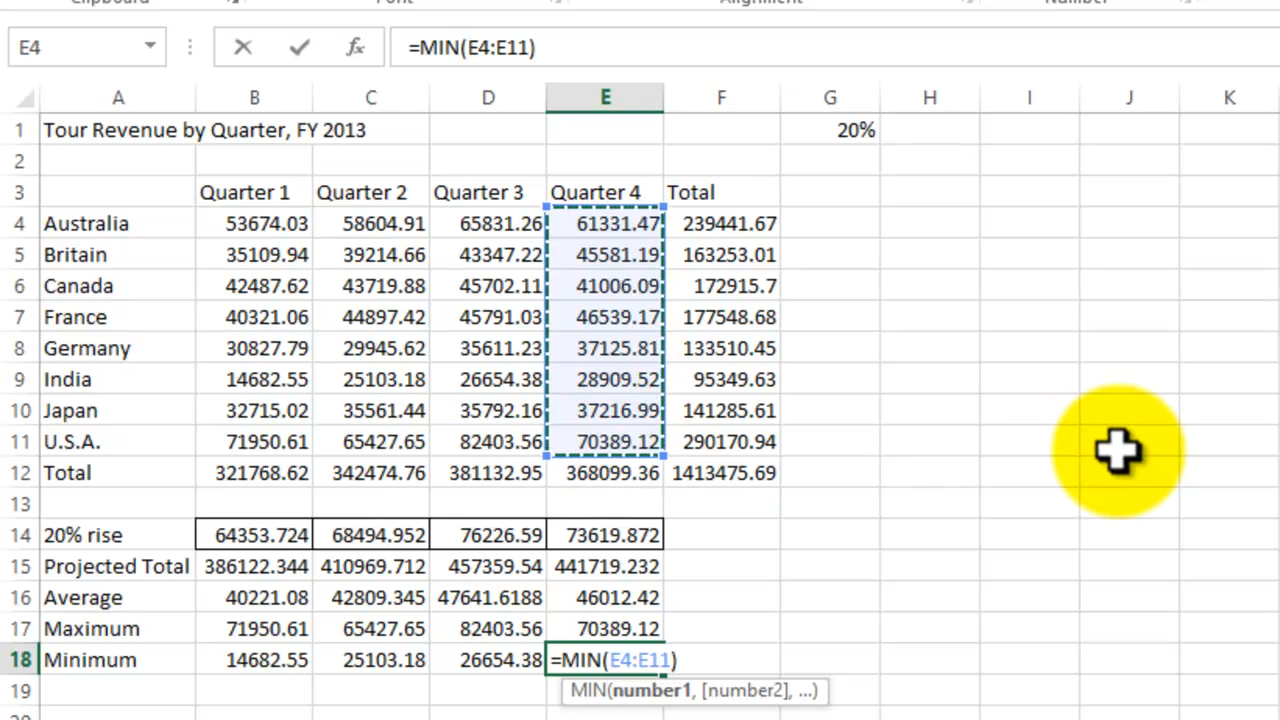 Clipboard Font Alignment Number
E4 fx =MIN(E4:E11)
A B C D E F G H I J K
1 Tour Revenue by Quarter, FY 2013 20%
2
3 Quarter 1 Quarter 2 Quarter 3 Quarter 4 Total
4 Australia 53674.03 58604.91 65831.26 61331.47 239441.67
5 Britain 35109.94 39214.66 43347.22 45581.19 163253.01
6 Canada 42487.62 43719.88 45702.11 41006.09 172915.7
7 France 40321.06 44897.42 45791.03 46539.17 177548.68
8 Germany 30827.79 29945.62 35611.23 37125.81 133510.45
9 India 14682.55 25103.18 26654.38 28909.52 95349.63
10 Japan 32715.02 35561.44 35792.16 37216.99 141285.61
11 U.S.A. 71950.61 65427.65 82403.56 70389.12 290170.94
12 Total 321768.62 342474.76 381132.95 368099.36 1413475.69
13
14 20% rise 64353.724 68494.952 76226.59 73619.872
15 Projected Total 386122.344 410969.712 457359.54 441719.232
16 Average 40221.08 42809.345 47641.6188 46012.42
17 Maximum 71950.61 65427.65 82403.56 70389.12
18 Minimum 14682.55 25103.18 26654.38 =MIN(E4:E11)
19 MIN(number1, [number2], ...)